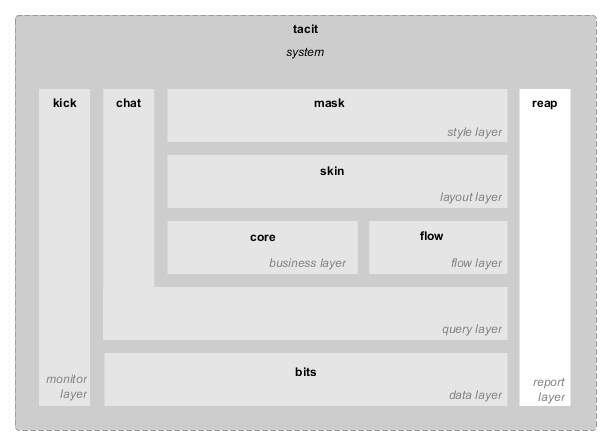 tacit
system
kick
chat
mask
reap
style layer
skin
layout layer
core
flow
business layer
flow layer
query layer
bits
monitor
layer
data layer
report
layer